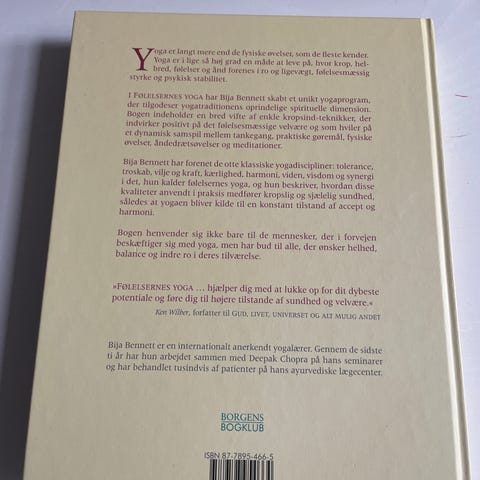 Yoga er langt mere end de fysiske øvelser, som de fleste kender.
Yoga er i lige så høj grad en måde at leve på, hvor krop, hel-
bred, følelser og ånd forenes i ro og ligevægt, følelsesmæssig
styrke og psykisk stabilitet.
I FØLELSERNES YOGA har Bija Bennett skabt et unikt yogaprogram,
der tilgodeser yogatraditionens oprindelige spirituelle dimension.
Bogen indeholder en bred vifte af enkle kropsind-teknikker, der
indvirker positivt på det følelsesmæssige velvære og som hviler på
et dynamisk samspil mellem tankegang, praktiske gøremål, fysiske
øvelser, åndedrætsøvelser og meditationer.
Bija Bennett har forenet de otte klassiske yogadiscipliner: tolerance,
troskab, vilje og kraft, kærlighed, harmoni, viden, visdom og synergi
i det, hun kalder følelsernes yoga, og hun beskriver, hvordan disse
kvaliteter anvendt i praksis medfører kropslig og sjælelig sundhed,
således at yogaen bliver kilde til en konstant tilstand af accept og
harmoni.
Bogen henvender sig ikke bare til de mennesker, der i forvejen
beskæftiger sig med yoga, men har bud til alle, der ønsker helhed,
balance og indre ro i deres tilværelse.
»FØLELSERNES YOGA ... hjælper dig med at lukke op for dit dybeste
potentiale og føre dig til højere tilstande af sundhed og velvære.«
Ken Wilber, forfatter til GUD, LIVET, UNIVERSET OG ALT MULIG ANDET
Bija Bennett er en internationalt anerkendt yogalærer. Gennem de sidste
ti år har hun arbejdet sammen med Deepak Chopra på hans seminarer
og har behandlet tusindvis af patienter på hans ayurvediske lægecenter.
BORGENS
BOGKLUB
ISBN 87-7895-466-5